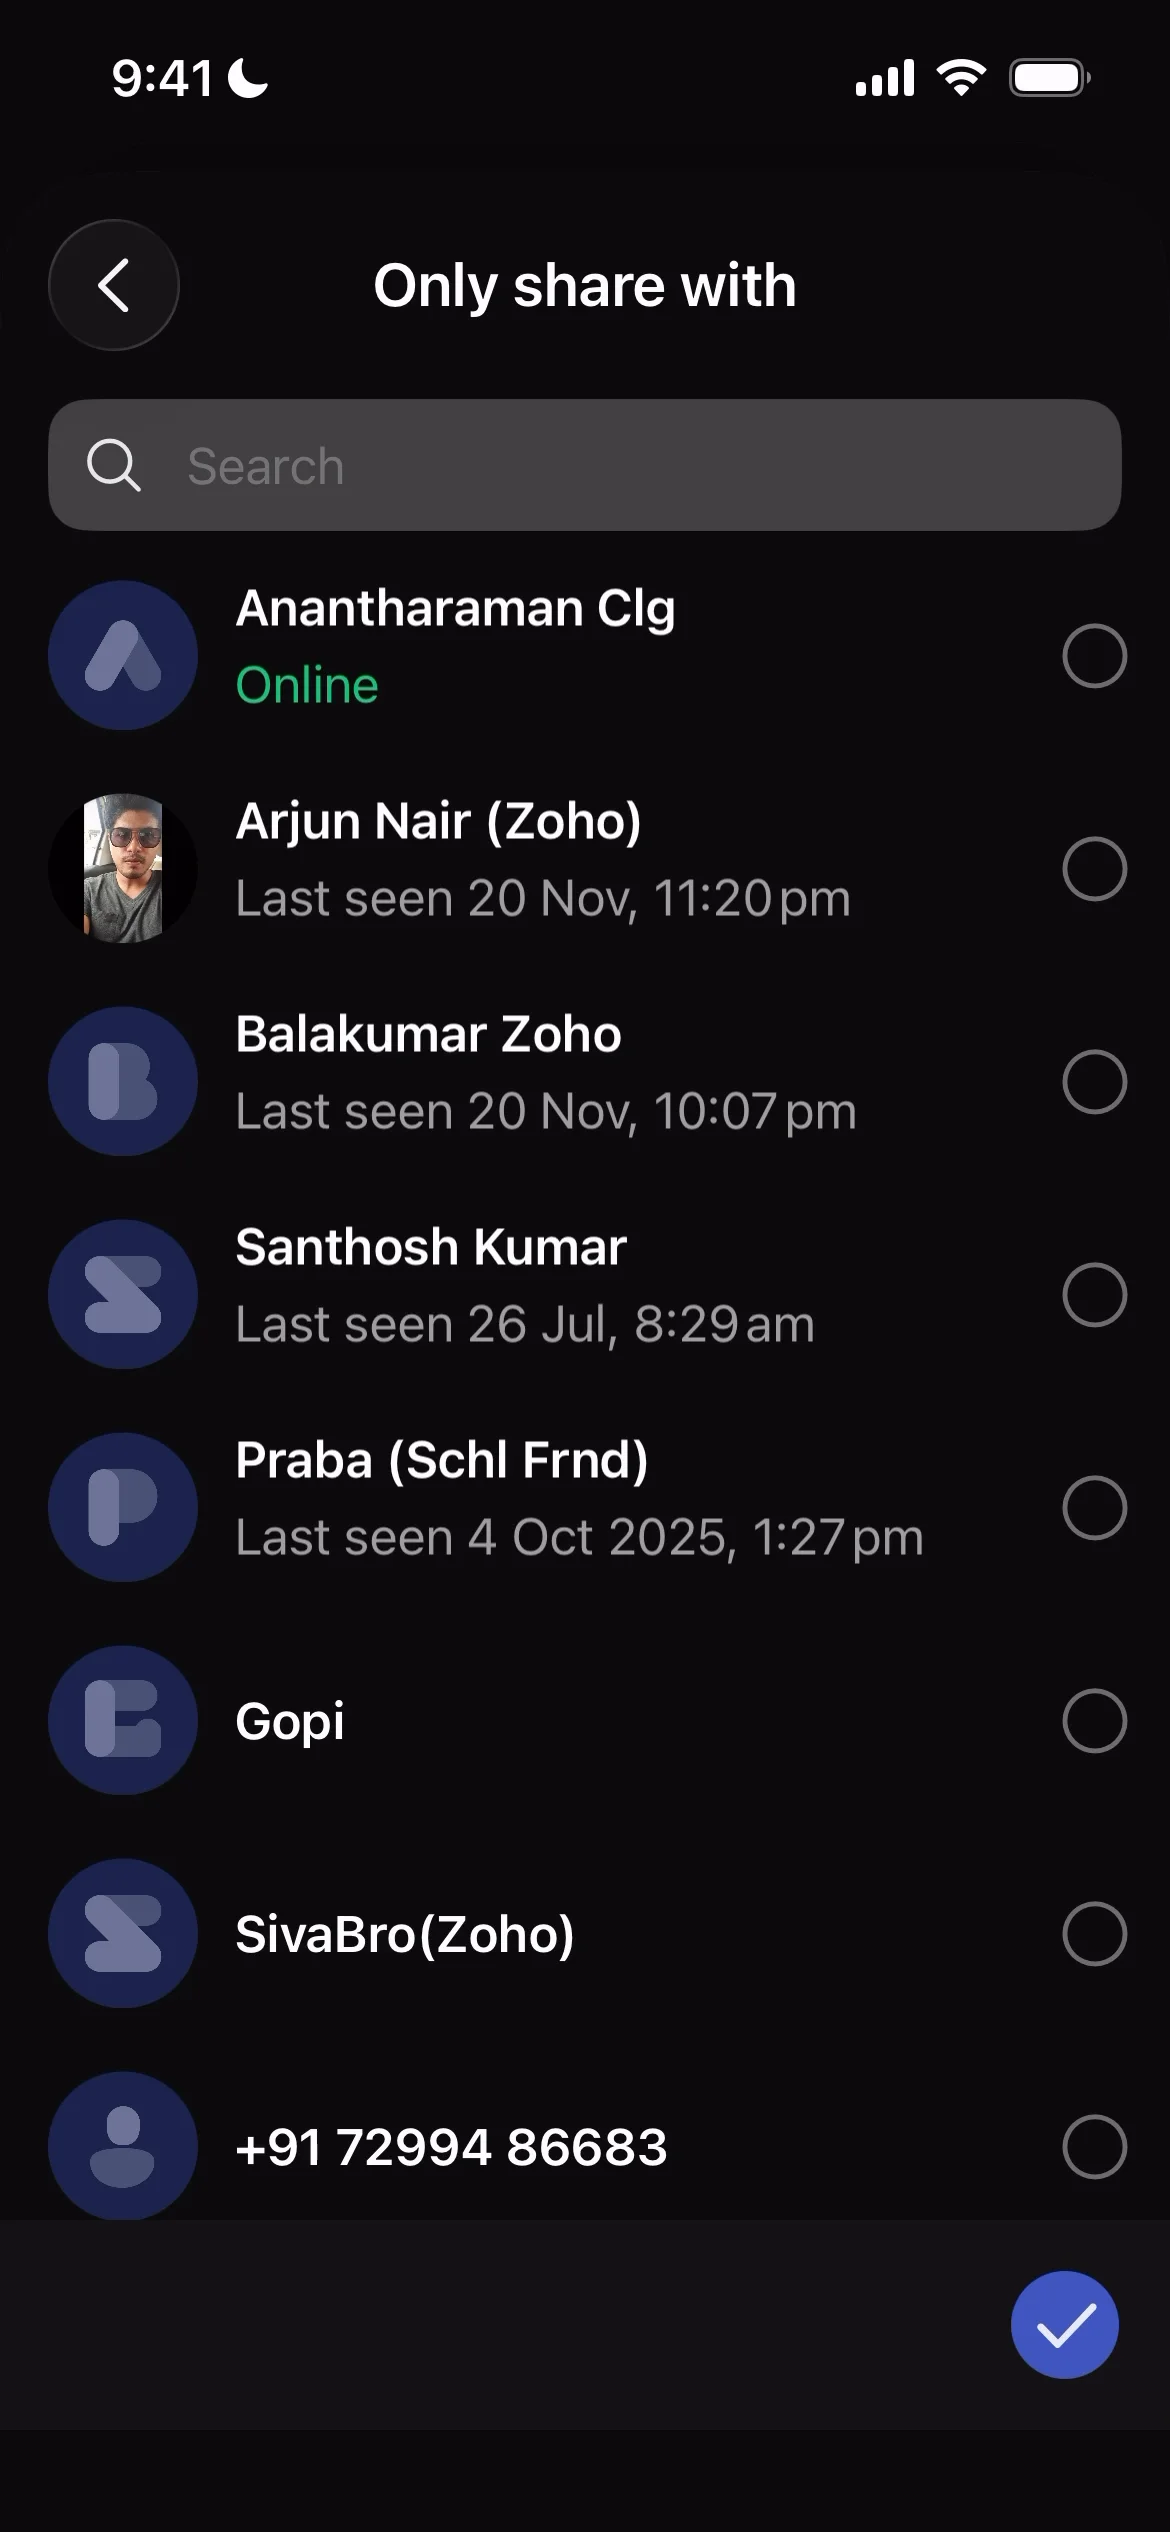 9:41
Only share with
Search
Anantharaman Clg
Online
Arjun Nair (Zoho)
Last seen 20 Nov, 11:20 pm
Balakumar Zoho
Last seen 20 Nov, 10:07 pm
Santhosh Kumar
Last seen 26 Jul, 8:29 am
Praba (Schl Frnd)
Last seen 4 Oct 2025, 1:27 pm
Gopi
SivaBro(Zoho)
+91 72994 86683